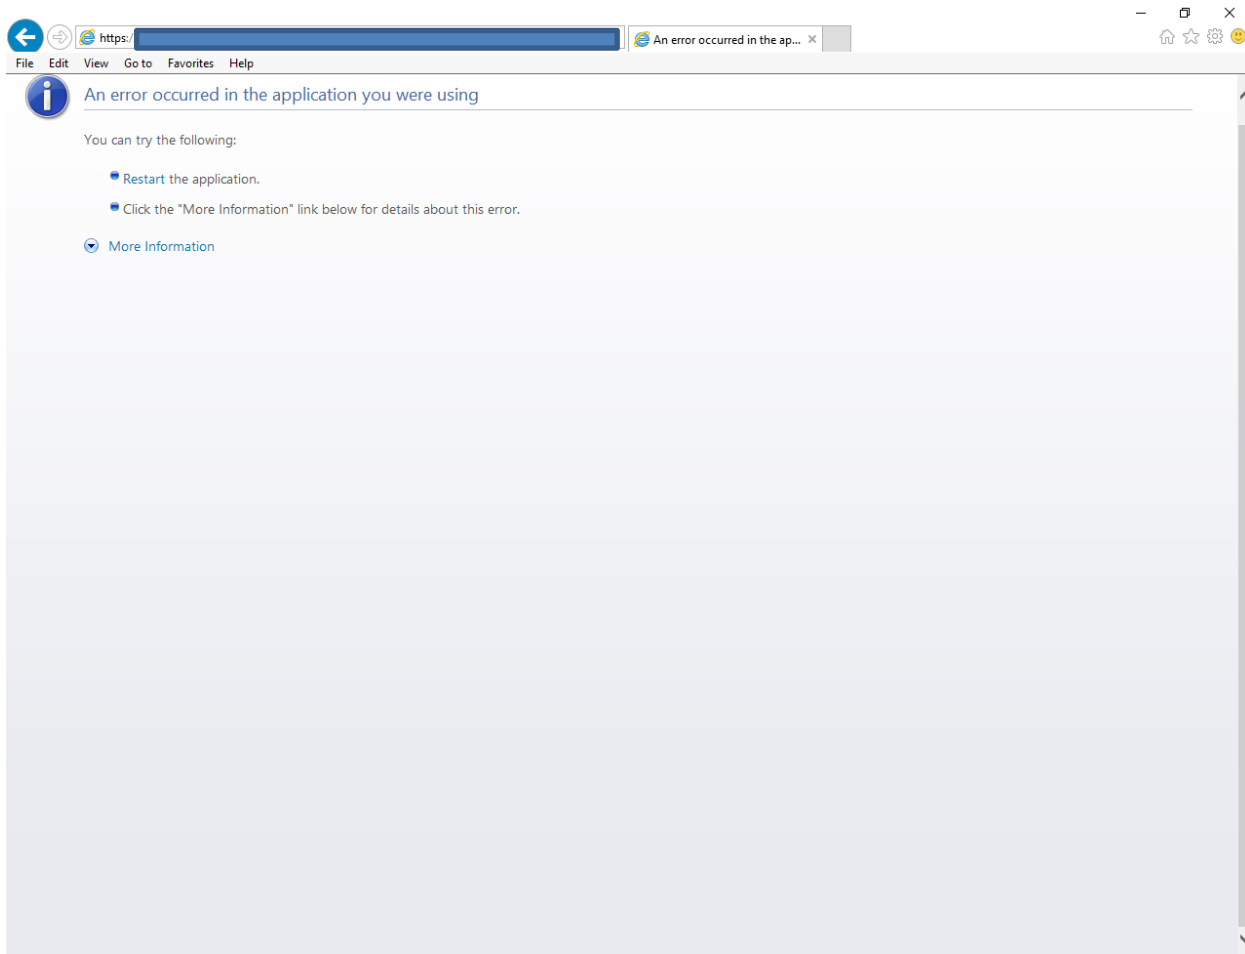 https:/
An error occurred in the ap...
File Edit View Go to Favorites Help
An error occurred in the application you were using
You can try the following:
Restart the application.
Click the "More Information" link below for details about this error.
More Information